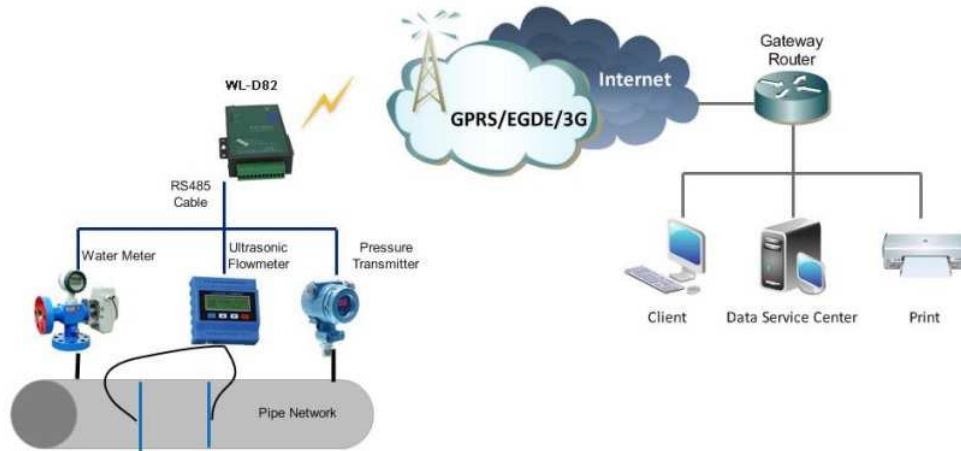 WL-D82
GPRS/EGDE/3G
Internet
Gateway
Router
RS485
Cable
Water Meter
Ultrasonic
Flowmeter
Pressure
Transmitter
Pipe Network
Client
Data Service Center
Print